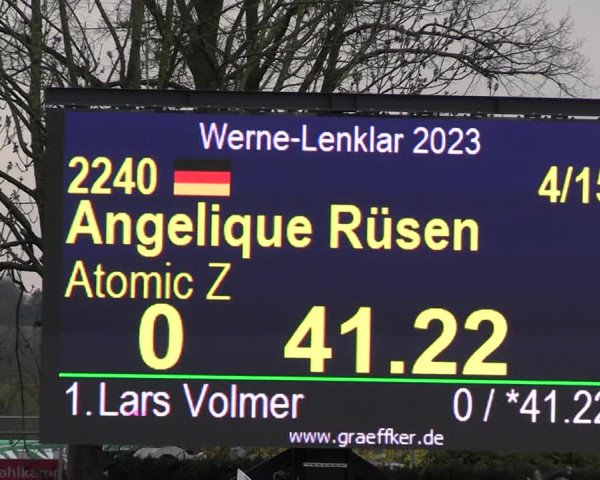 Werne-Lenklar 2023
2240 4/15
Angelique Rüsen
Atomic Z
0 41.22
1. Lars Volmer 0 / *41.22
www.graeffker.de